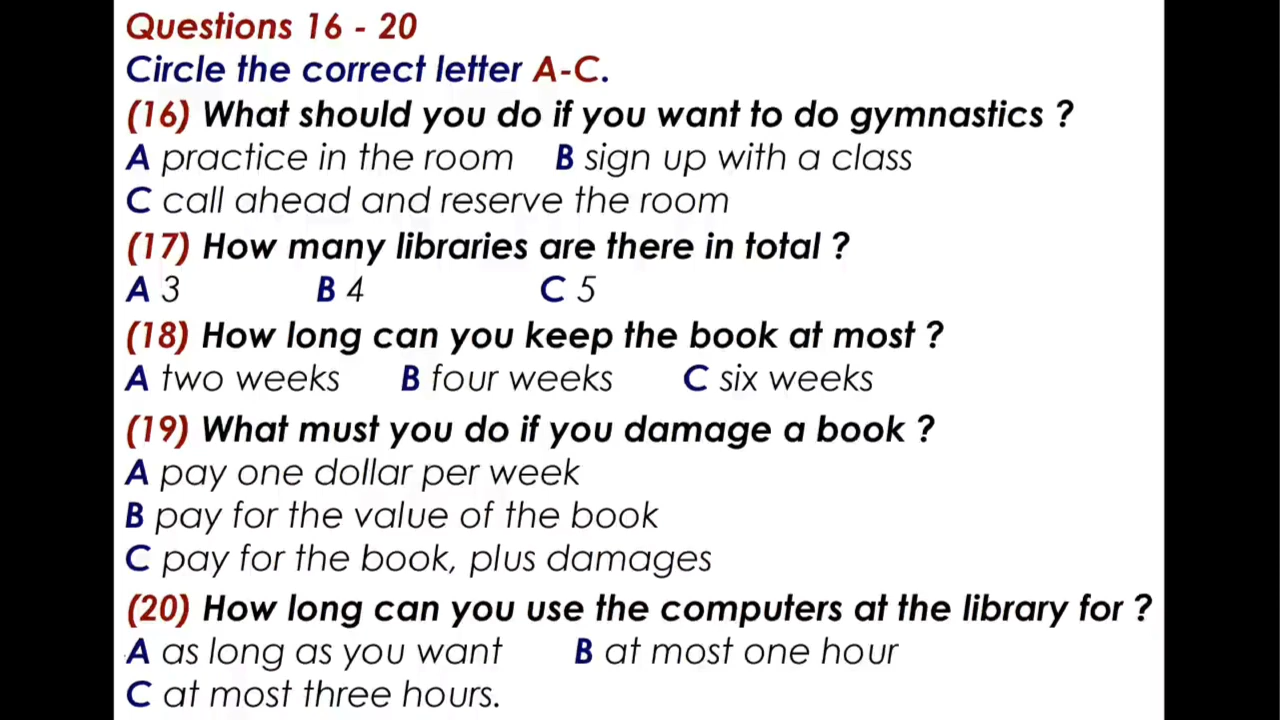 Questions 16 - 20
Circle the correct letter A-C.
(16) What should you do if you want to do gymnastics ?
A practice in the room B sign up with a class
C call ahead and reserve the room
(17) How many libraries are there in total ?
A 3 B 4 C 5
(18) How long can you keep the book at most ?
A two weeks B four weeks C six weeks
(19) What must you do if you damage a book ?
A pay one dollar per week
B pay for the value of the book
C pay for the book, plus damages
(20) How long can you use the computers at the library for ?
A as long as you want B at most one hour
C at most three hours.